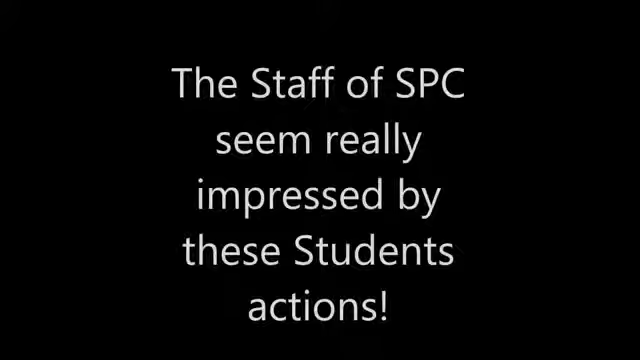 The Staff of SPC
seem really
impressed by
these Students
actions!